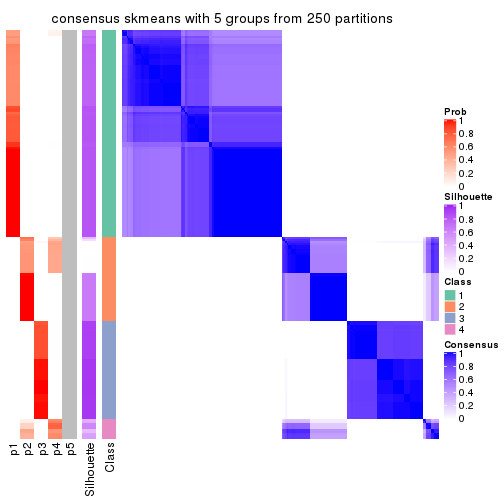 consensus skmeans with 5 groups from 250 partitions
Prob
1
0.8
0.6
0.4
0.2
0
Silhouette
1
0.8
0.6
0.4
0.2
0
Class
1
2
3
4
Consensus
1
0.8
0.6
0.4
0.2
0
p1
p2
p3
p4
p5
Silhouette
Class